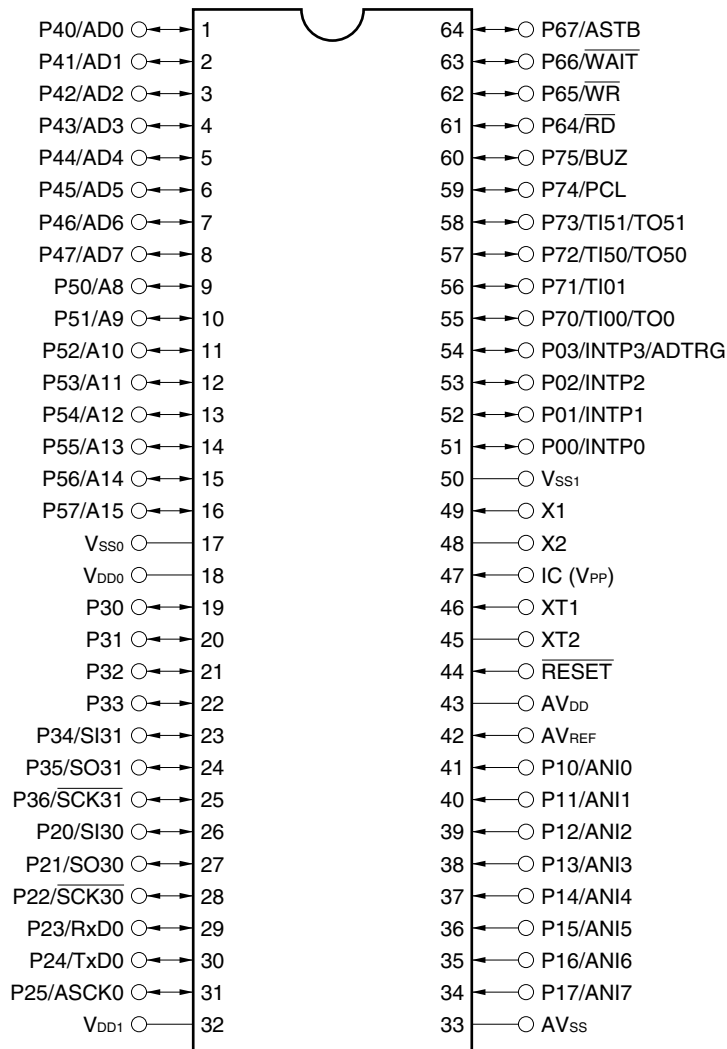 P40/AD0 1 64 P67/ASTB
P41/AD1 2 63 P66/WAIT
P42/AD2 3 62 P65/WR
P43/AD3 4 61 P64/RD
P44/AD4 5 60 P75/BUZ
P45/AD5 6 59 P74/PCL
P46/AD6 7 58 P73/TI51/TO51
P47/AD7 8 57 P72/TI50/TO50
P50/A8 9 56 P71/TI01
P51/A9 10 55 P70/TI00/TO0
P52/A10 11 54 P03/INTP3/ADTRG
P53/A11 12 53 P02/INTP2
P54/A12 13 52 P01/INTP1
P55/A13 14 51 P00/INTP0
P56/A14 15 50 VSS1
P57/A15 16 49 X1
VSS0 17 48 X2
VDD0 18 47 IC (VPP)
P30 19 46 XT1
P31 20 45 XT2
P32 21 44 RESET
P33 22 43 AVDD
P34/SI31 23 42 AVREF
P35/SO31 24 41 P10/ANI0
P36/SCK31 25 40 P11/ANI1
P20/SI30 26 39 P12/ANI2
P21/SO30 27 38 P13/ANI3
P22/SCK30 28 37 P14/ANI4
P23/RxD0 29 36 P15/ANI5
P24/TxD0 30 35 P16/ANI6
P25/ASCK0 31 34 P17/ANI7
VDD1 32 33 AVSS